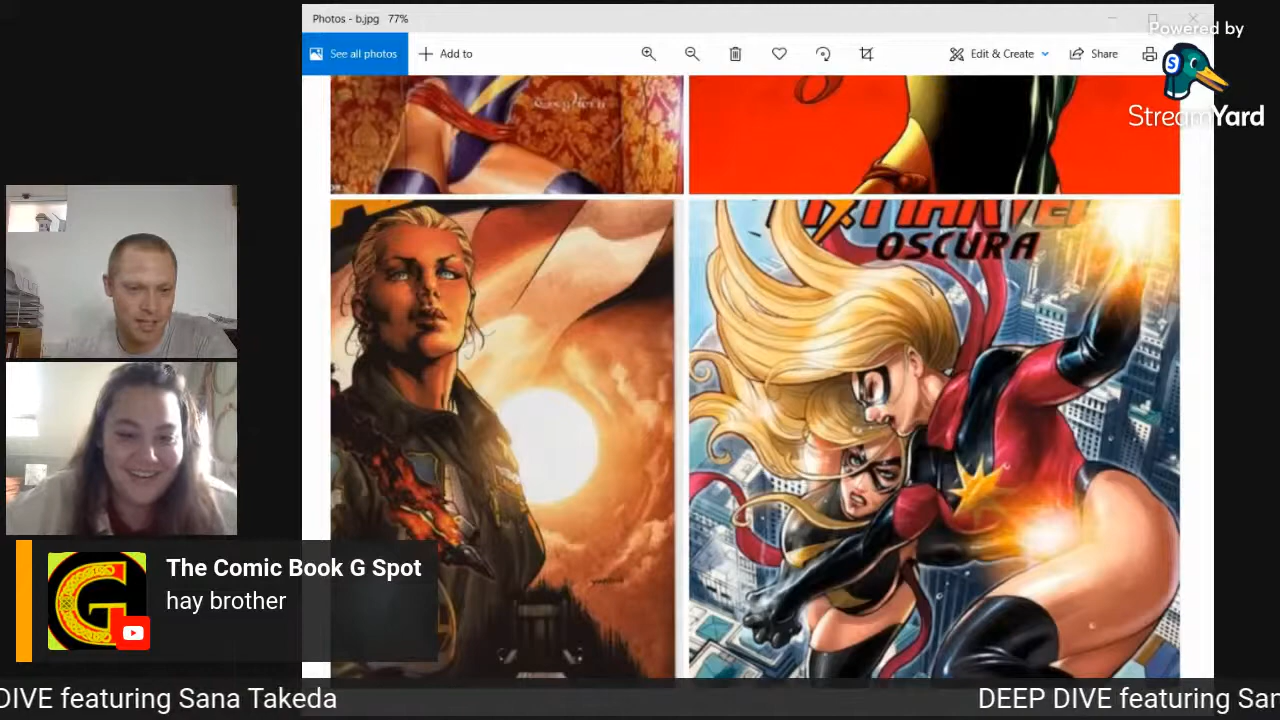 Photos - b.jpg 77%
Powered by
See all photos
Add to
Edit & Create
Share
S
StreamYard
OSCURA
G
The Comic Book G Spot
hay brother
DIVE featuring Sana Takeda
DEEP DIVE featuring San